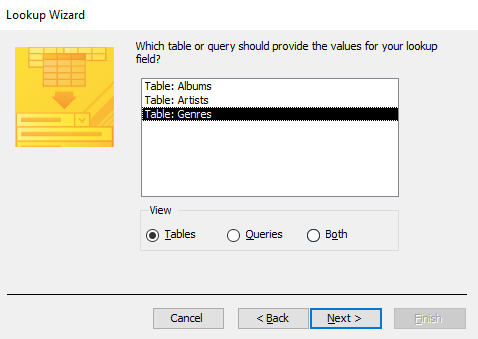 Lookup Wizard
Which table or query should provide the values for your lookup
field?
Table: Albums
Table: Artists
Table: Genres
View
Tables
Queries
Both
Cancel
< Back
Next >
Finish